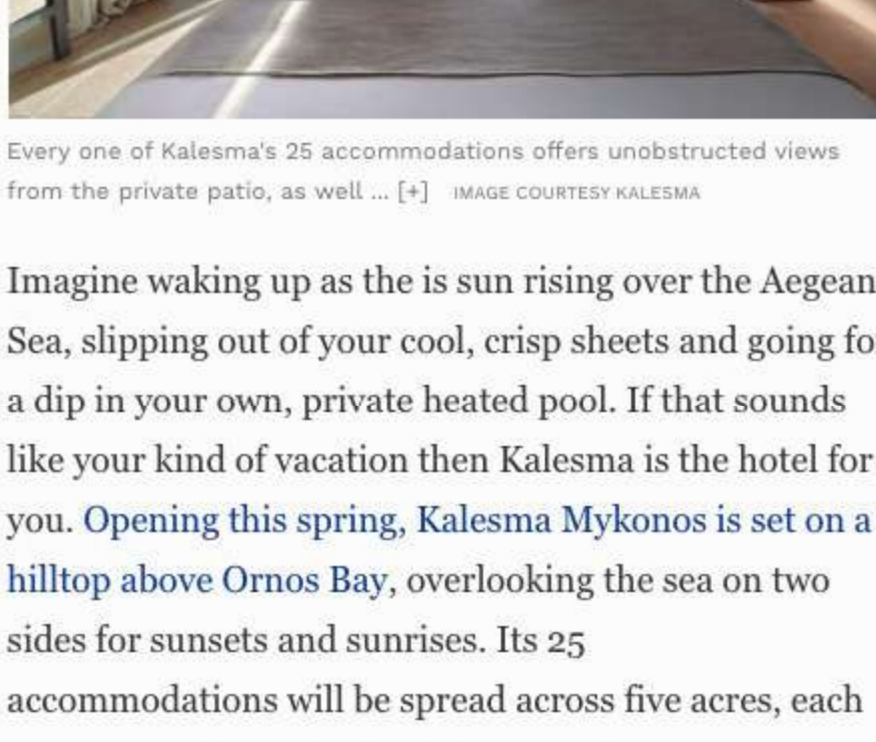 Every one of Kalesma's 25 accommodations offers unobstructed views
from the private patio, as well ... [+] IMAGE COURTESY KALESMA
Imagine waking up as the is sun rising over the Aegean
Sea, slipping out of your cool, crisp sheets and going fo
a dip in your own, private heated pool. If that sounds
like your kind of vacation then Kalesma is the hotel for
you. Opening this spring, Kalesma Mykonos is set on a
hilltop above Ornos Bay, overlooking the sea on two
sides for sunsets and sunrises. Its 25
accommodations will be spread across five acres, each